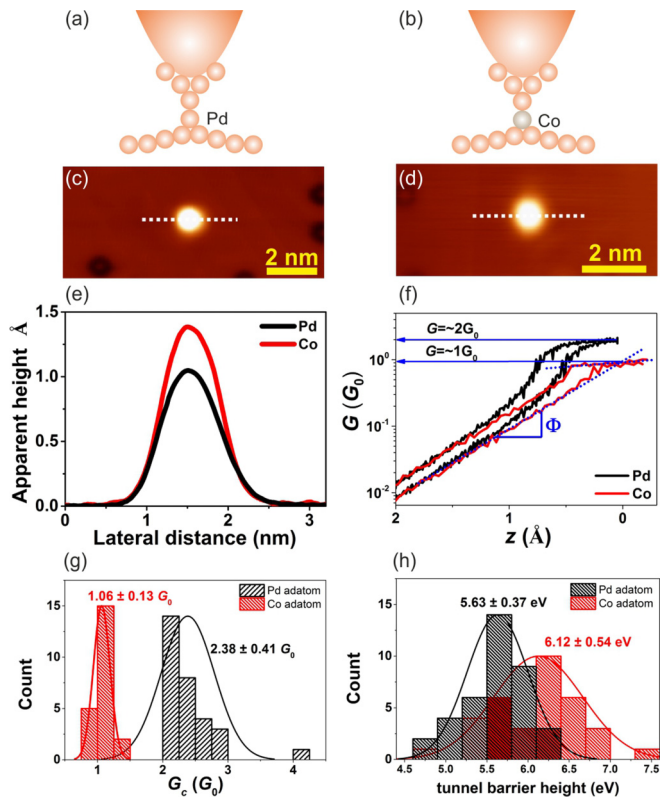 (a)
(b)
Pd
Co
(c)
(d)
2 nm
2 nm
(e)
(f)
1.5
1.0
0.5
0.0
Apparent height Å
Pd
Co
0 1 2 3
Lateral distance (nm)
G=~2G₀
G=~1G₀
10⁰
10⁻¹
10⁻²
G (G₀)
Φ
Pd
Co
2 1 0
z (Å)
(g)
(h)
1.06 ± 0.13 G₀
Pd adatom
Co adatom
2.38 ± 0.41 G₀
15
10
5
0
Count
1 2 3 4
G_c (G₀)
5.63 ± 0.37 eV
Pd adatom
Co adatom
6.12 ± 0.54 eV
15
10
5
0
Count
4.5 5.0 5.5 6.0 6.5 7.0 7.5
tunnel barrier height (eV)